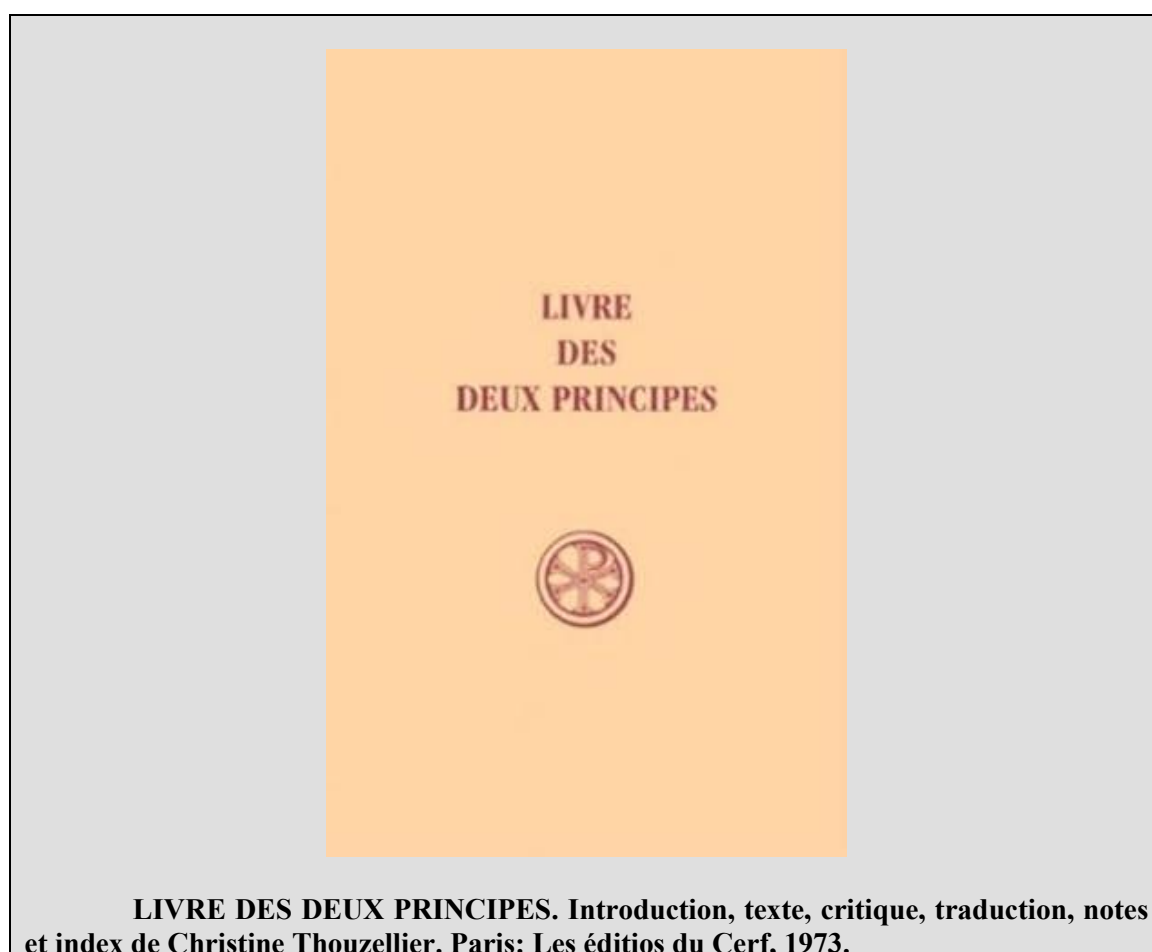 LIVRE
DES
DEUX PRINCIPES
LIVRE DES DEUX PRINCIPES. Introduction, texte, critique, traduction, notes
et index de Christine Thouzellier. Paris: Les éditios du Cerf, 1973.